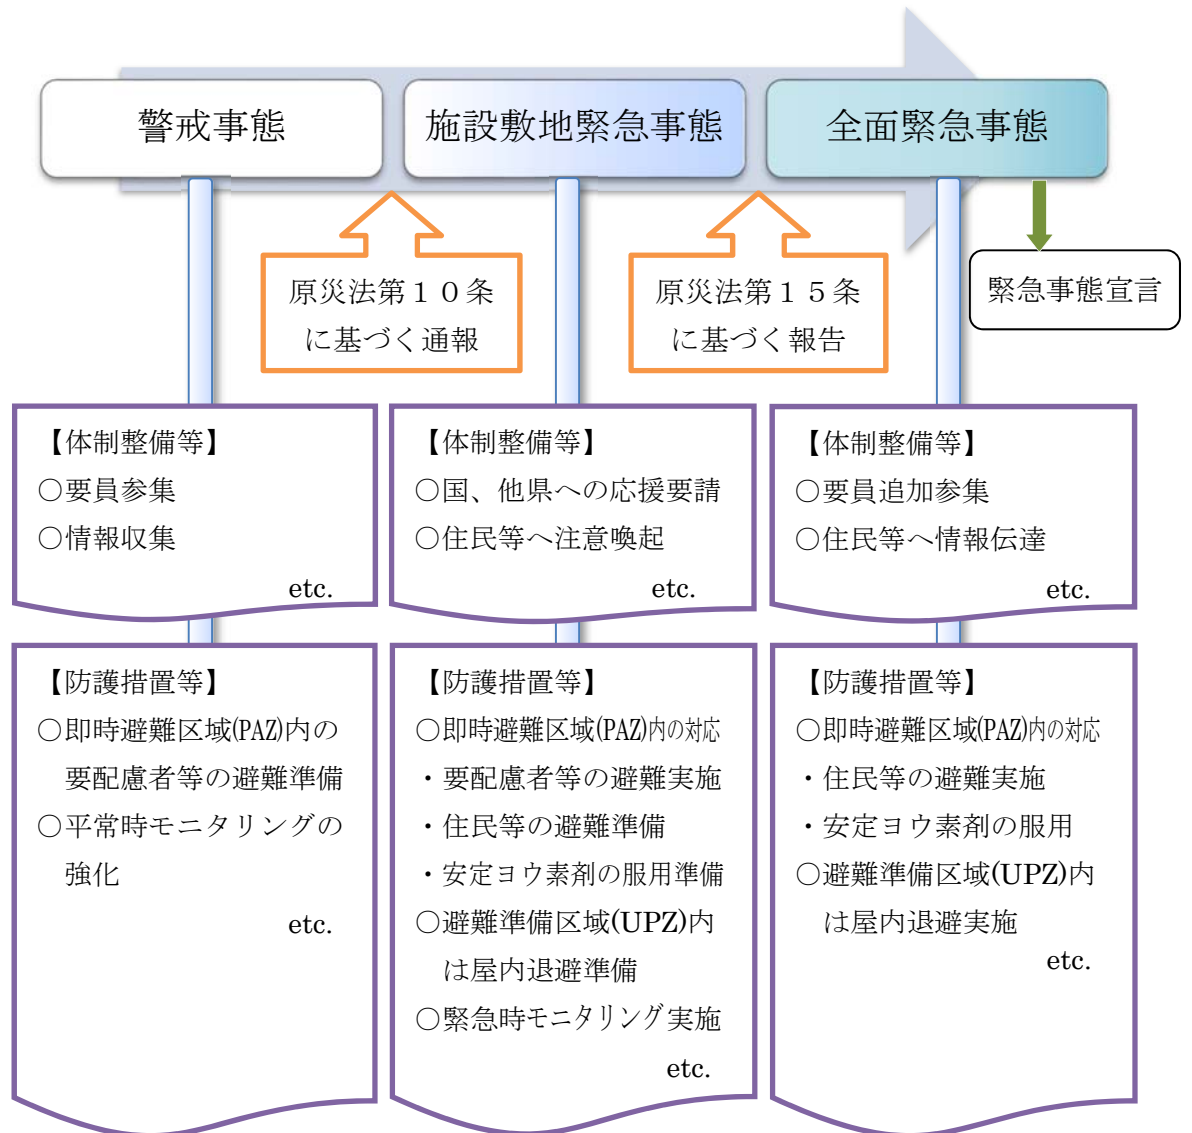 警戒事態
施設敷地緊急事態
全面緊急事態
原災法第１０条
に基づく通報
原災法第１５条
に基づく報告
緊急事態宣言
【体制整備等】
○要員参集
○情報収集
etc.
【体制整備等】
○国、他県への応援要請
○住民等へ注意喚起
etc.
【体制整備等】
○要員追加参集
○住民等へ情報伝達
etc.
【防護措置等】
○即時避難区域(PAZ)内の
要配慮者等の避難準備
○平常時モニタリングの
強化
etc.
【防護措置等】
○即時避難区域(PAZ)内の対応
・要配慮者等の避難実施
・住民等の避難準備
・安定ヨウ素剤の服用準備
○避難準備区域(UPZ)内
は屋内退避準備
○緊急時モニタリング実施
etc.
【防護措置等】
○即時避難区域(PAZ)内の対応
・住民等の避難実施
・安定ヨウ素剤の服用
○避難準備区域(UPZ)内
は屋内退避実施
etc.